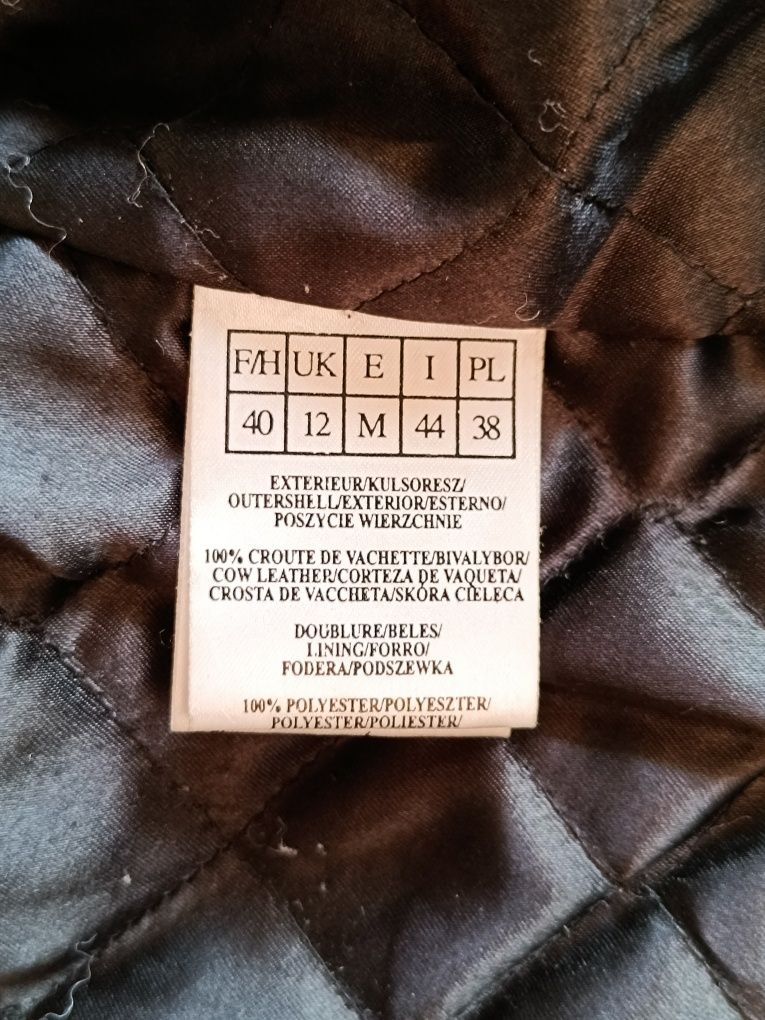 F/H UK E I PL
40 12 M 44 38
EXTERIEUR/KULSORESZ/
OUTERSHELL/EXTERIOR/ESTERNO/
POSZYCIE WIERZCHNIE
100% CROUTE DE VACHETTE/BIVALYBOR/
COW LEATHER/CORTEZA DE VAQUETA/
CROSTA DE VACCHETA/SKÓRA CIELĘCA
DOUBLURE/BELES/
LINING/FORRO/
FODERA/PODSZEWKA
100% POLYESTER/POLYESZTER/
POLYESTER/POLIESTER/